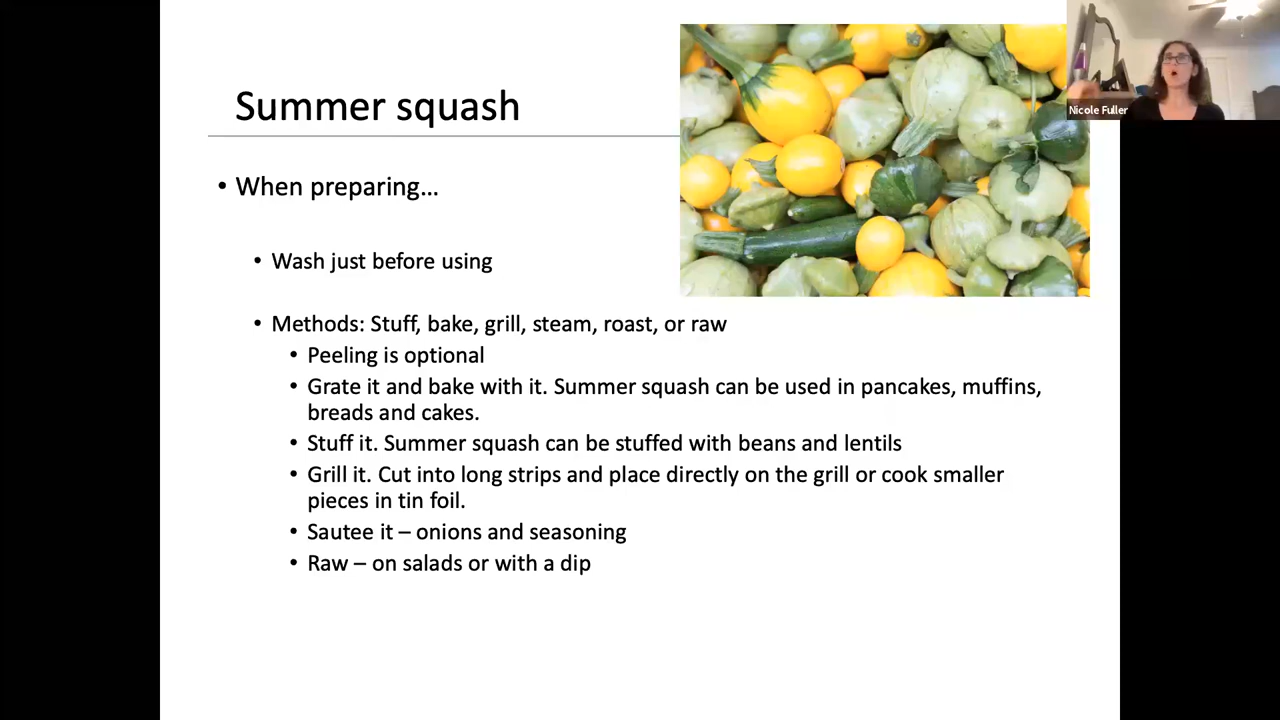 Summer squash
Nicole Fuller
• When preparing...
• Wash just before using
• Methods: Stuff, bake, grill, steam, roast, or raw
• Peeling is optional
• Grate it and bake with it. Summer squash can be used in pancakes, muffins,
breads and cakes.
• Stuff it. Summer squash can be stuffed with beans and lentils
• Grill it. Cut into long strips and place directly on the grill or cook smaller
pieces in tin foil.
• Sautee it – onions and seasoning
• Raw – on salads or with a dip